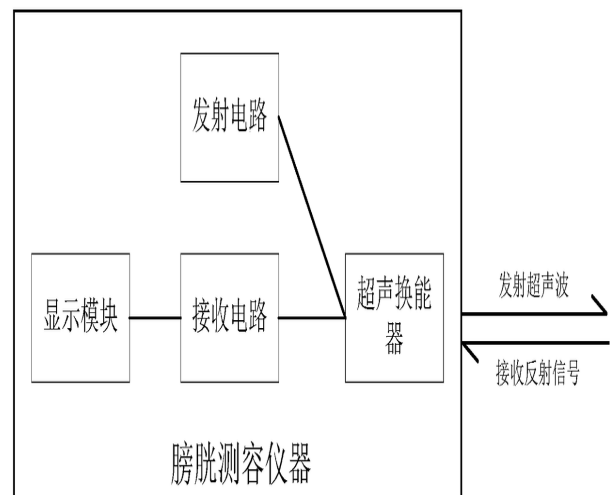 发射电路
显示模块
接收电路
超声换能
器
发射超声波
接收反射信号
膀胱测容仪器